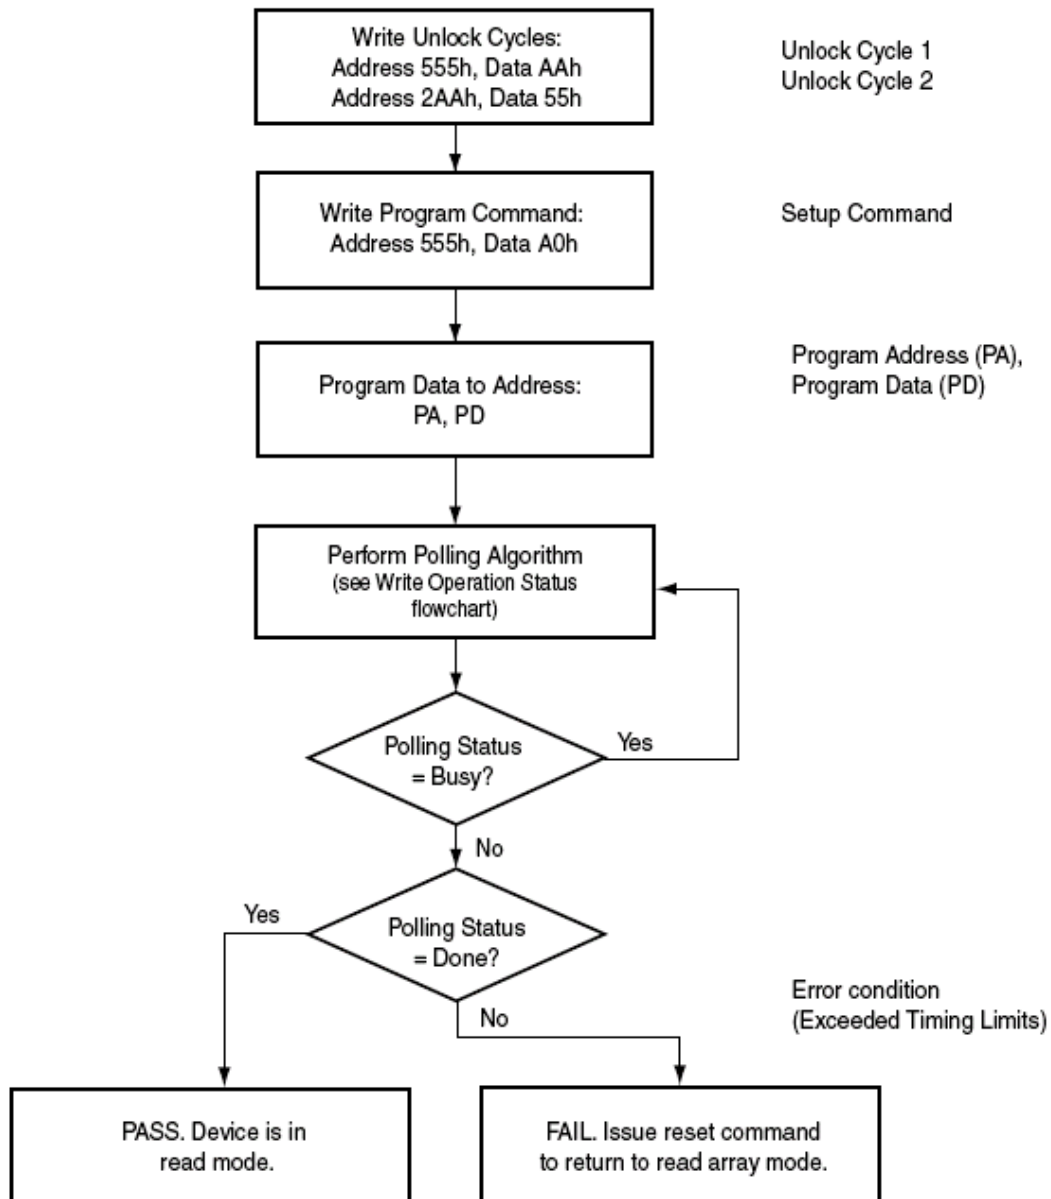 Write Unlock Cycles:
Address 555h, Data AAh
Address 2AAh, Data 55h
Unlock Cycle 1
Unlock Cycle 2
Write Program Command:
Address 555h, Data A0h
Setup Command
Program Data to Address:
PA, PD
Program Address (PA),
Program Data (PD)
Perform Polling Algorithm
(see Write Operation Status
flowchart)
Polling Status
= Busy?
Yes
No
Polling Status
= Done?
Yes
No
Error condition
(Exceeded Timing Limits)
PASS. Device is in
read mode.
FAIL. Issue reset command
to return to read array mode.